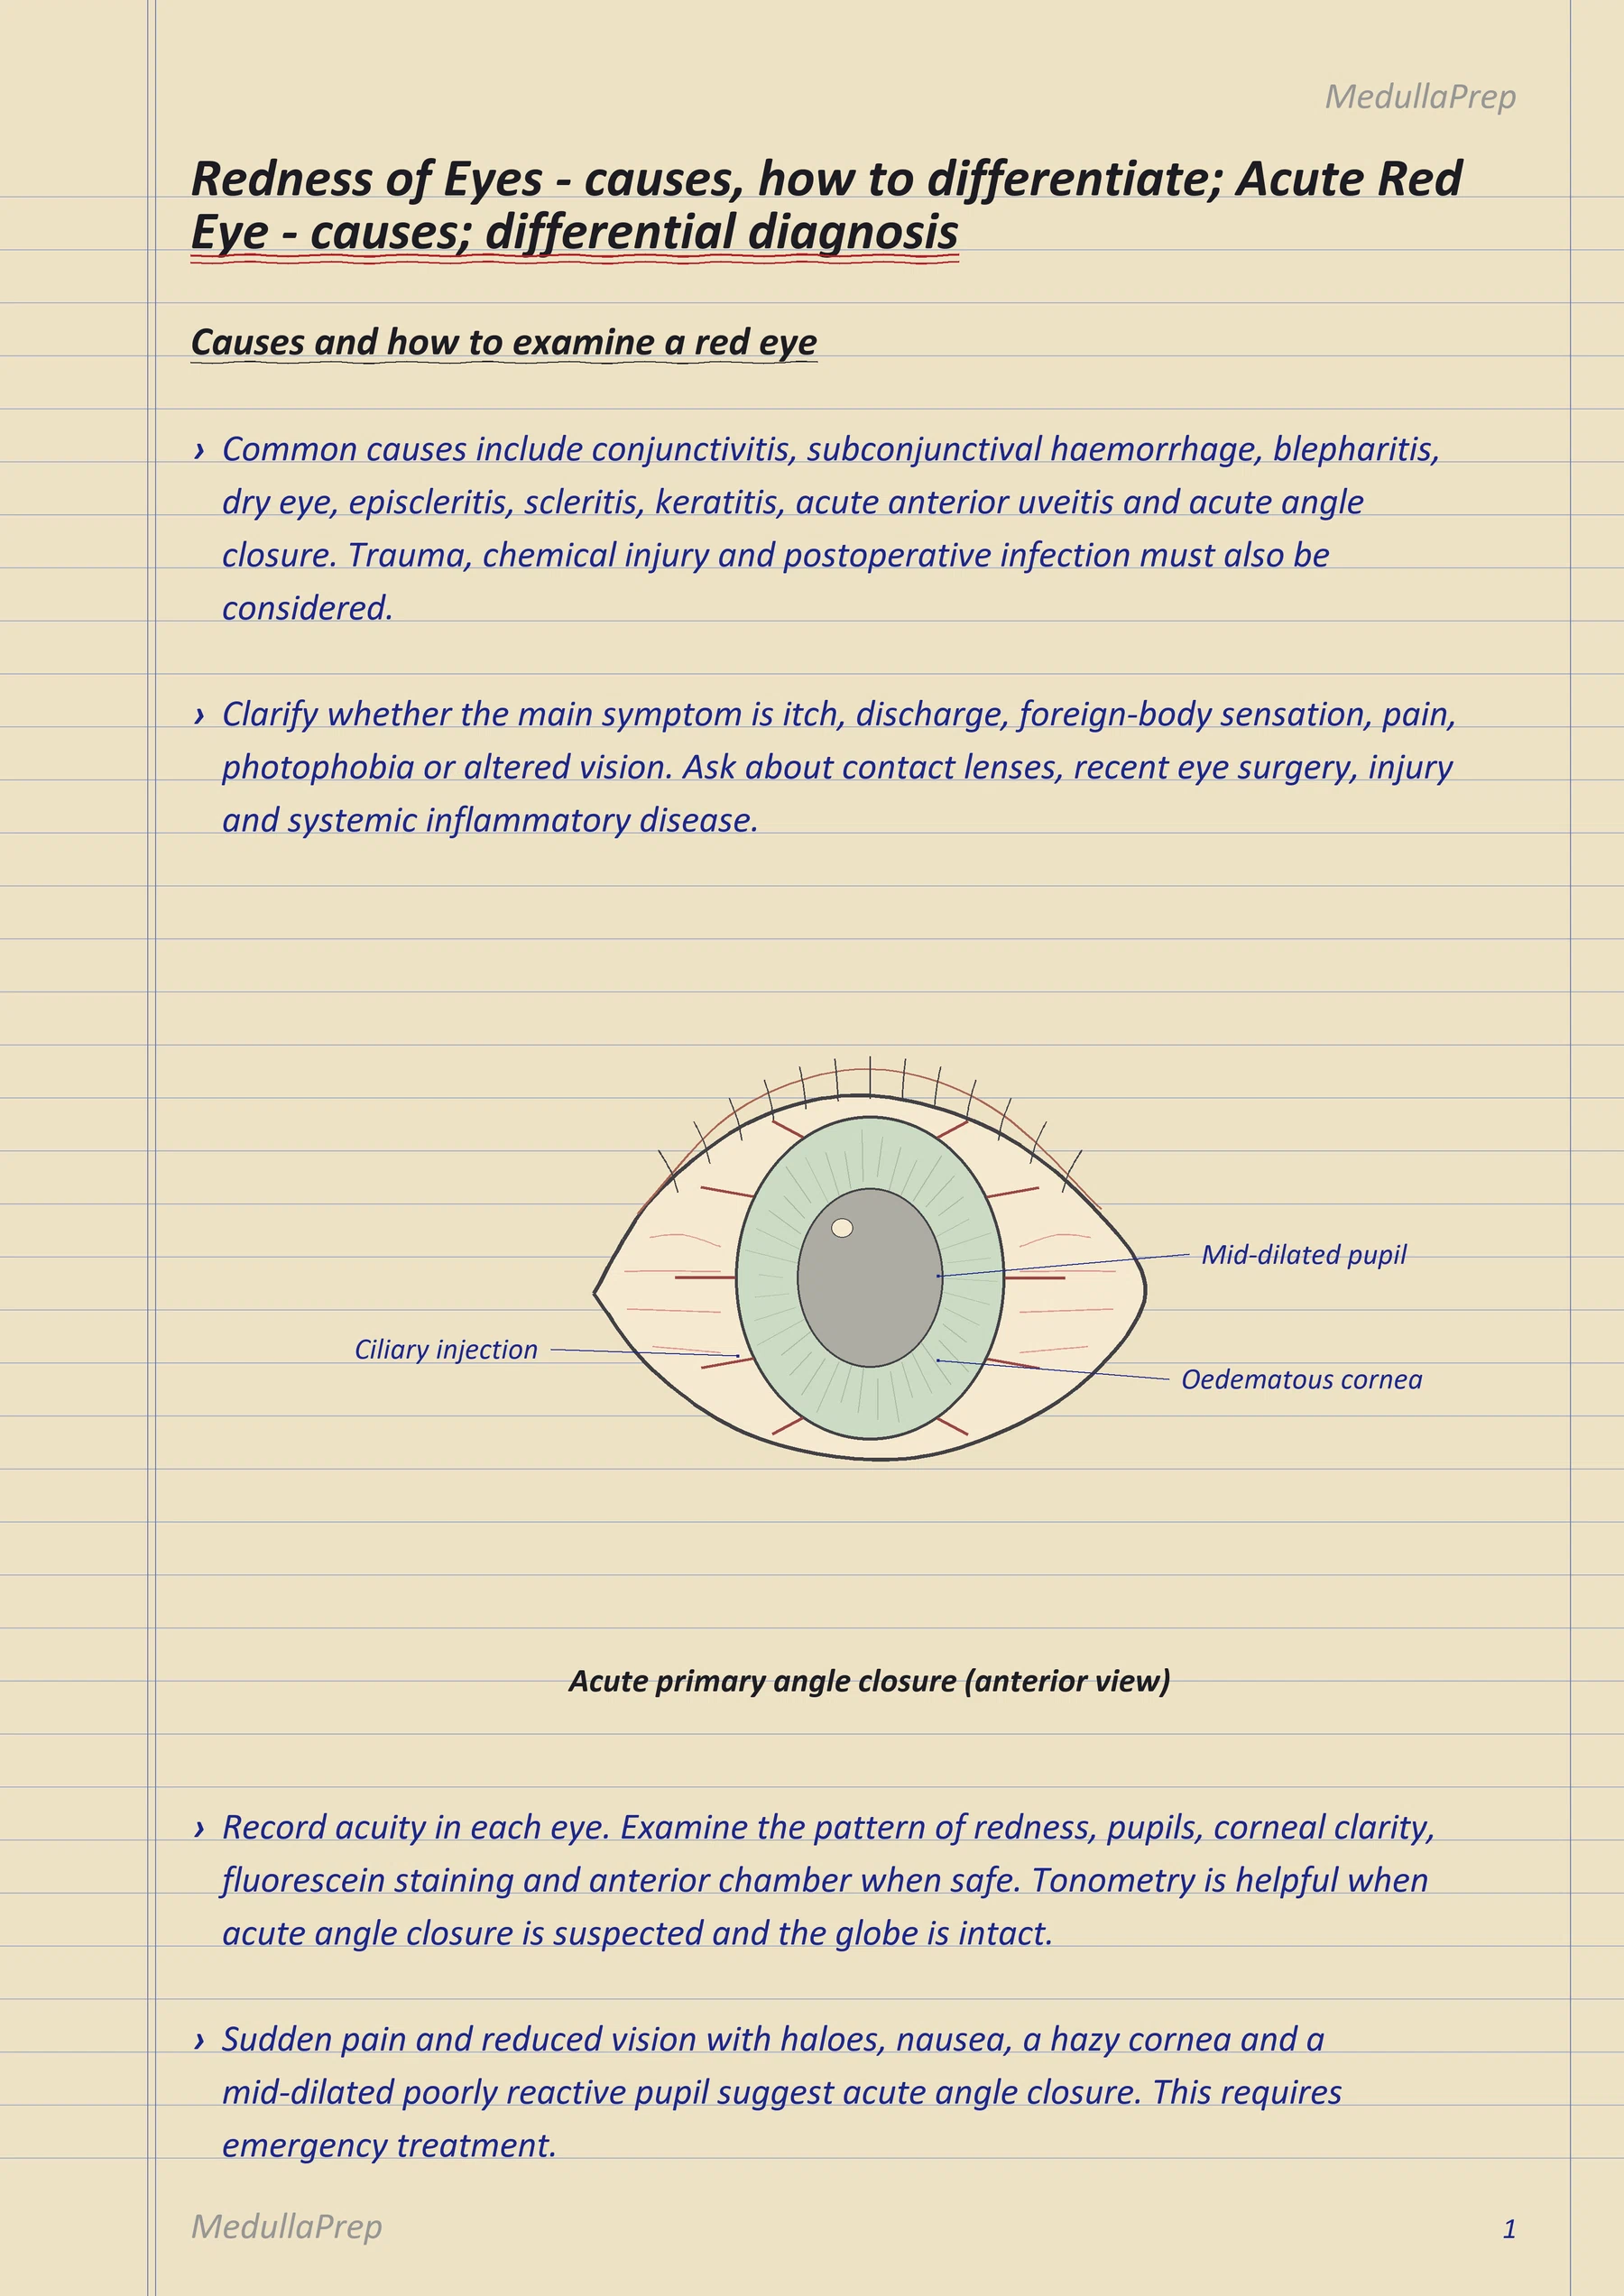 MedullaPrep
Redness of Eyes - causes, how to differentiate; Acute Red
Eye - causes; differential diagnosis
Causes and how to examine a red eye
› Common causes include conjunctivitis, subconjunctival haemorrhage, blepharitis,
dry eye, episcleritis, scleritis, keratitis, acute anterior uveitis and acute angle
closure. Trauma, chemical injury and postoperative infection must also be
considered.
› Clarify whether the main symptom is itch, discharge, foreign-body sensation, pain,
photophobia or altered vision. Ask about contact lenses, recent eye surgery, injury
and systemic inflammatory disease.
Mid-dilated pupil
Ciliary injection
Oedematous cornea
Acute primary angle closure (anterior view)
› Record acuity in each eye. Examine the pattern of redness, pupils, corneal clarity,
fluorescein staining and anterior chamber when safe. Tonometry is helpful when
acute angle closure is suspected and the globe is intact.
› Sudden pain and reduced vision with haloes, nausea, a hazy cornea and a
mid-dilated poorly reactive pupil suggest acute angle closure. This requires
emergency treatment.
MedullaPrep
1